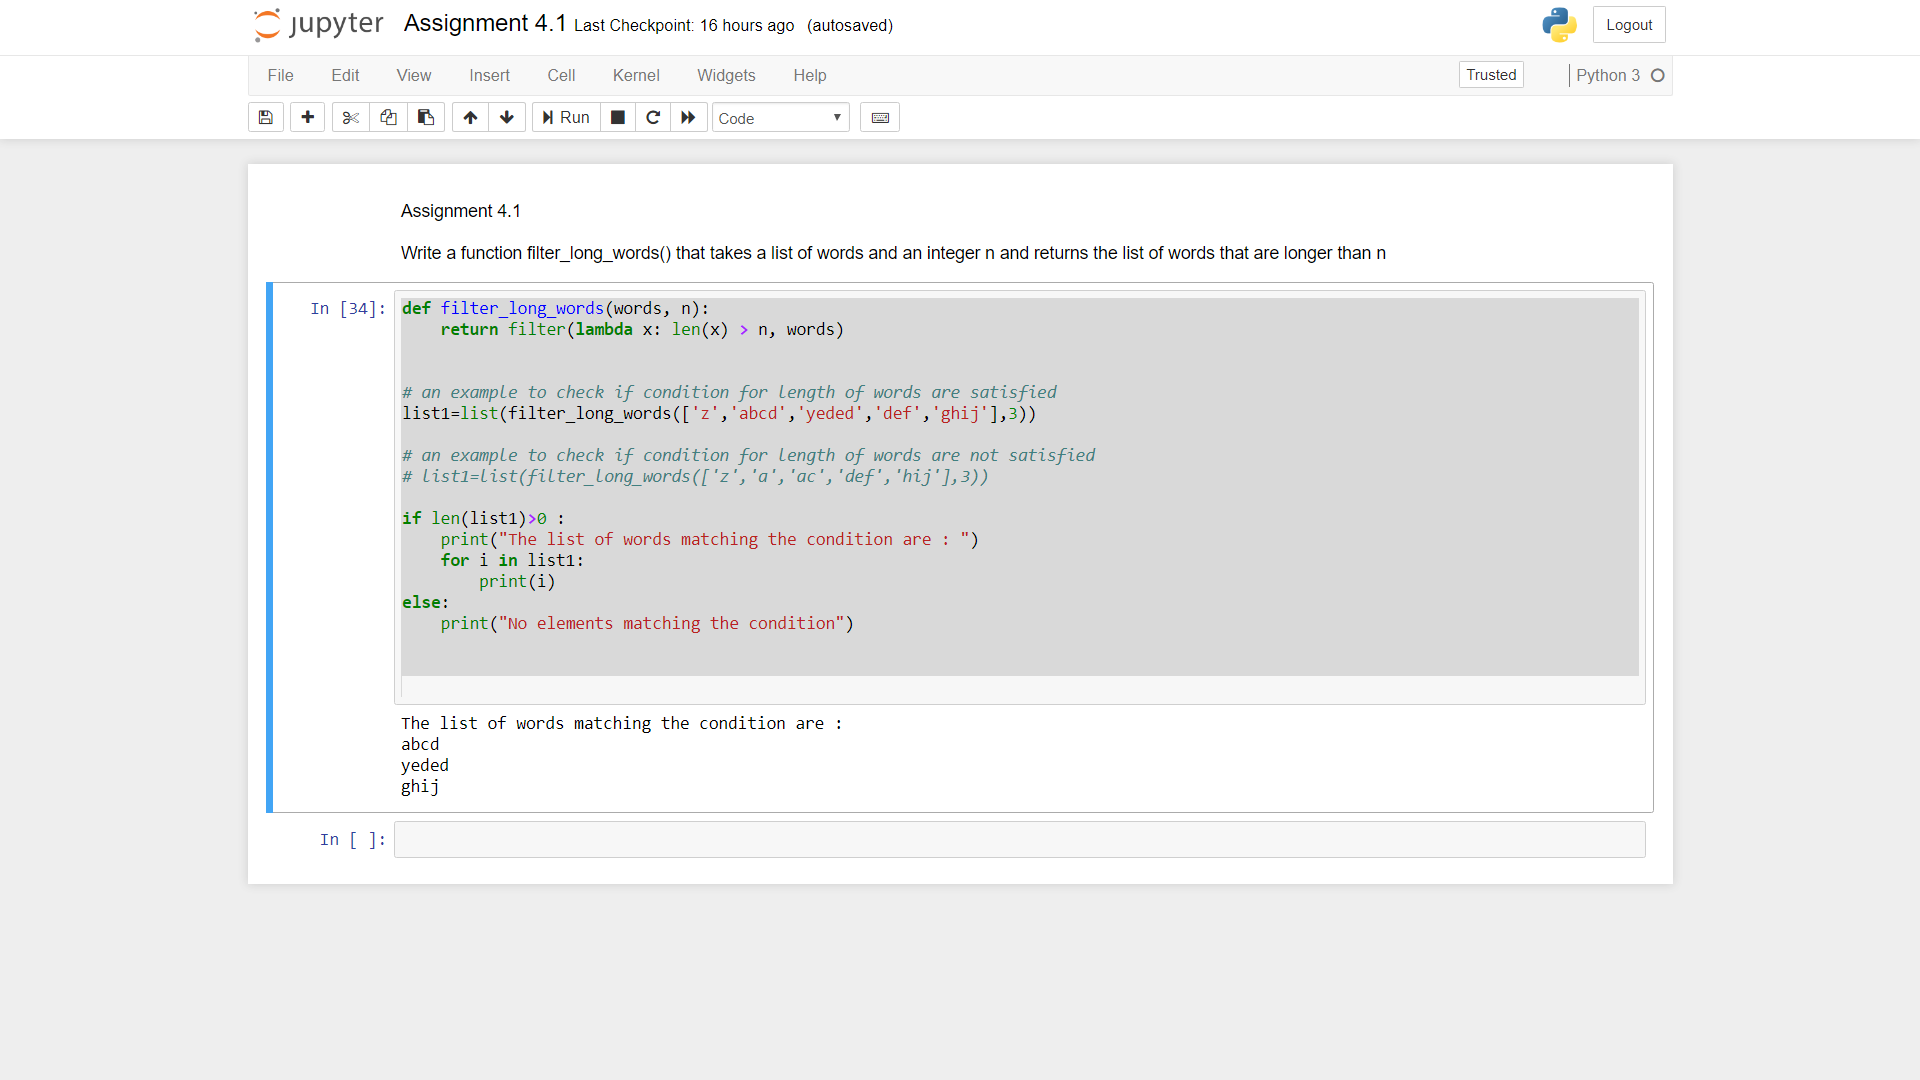 jupyter Assignment 4.1 Last Checkpoint: 16 hours ago (autosaved) Logout
File Edit View Insert Cell Kernel Widgets Help Trusted Python 3
Run Code
Assignment 4.1
Write a function filter_long_words() that takes a list of words and an integer n and returns the list of words that are longer than n
In [34]: def filter_long_words(words, n):
    return filter(lambda x: len(x) > n, words)
# an example to check if condition for length of words are satisfied
list1=list(filter_long_words(['z','abcd','yeded','def','ghij'],3))
# an example to check if condition for length of words are not satisfied
# list1=list(filter_long_words(['z','a','ac','def','hij'],3))
if len(list1)>0 :
    print("The list of words matching the condition are : ")
    for i in list1:
        print(i)
else:
    print("No elements matching the condition")
The list of words matching the condition are :
abcd
yeded
ghij
In [ ]: